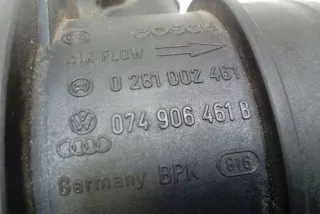 BOSCH
AIR FLOW
0 281 002 461
074 906 461 B
Germany BPK 616